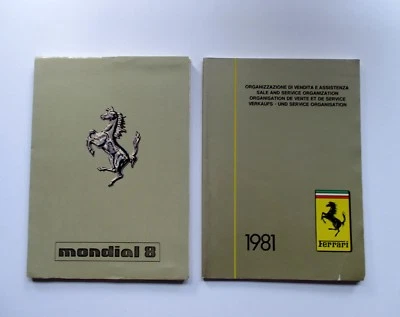 mondial 8
ORGANIZZAZIONE DI VENDITA E ASSISTENZA
SALE AND SERVICE ORGANIZATION
ORGANISATION DE VENTE ET DE SERVICE
VERKAUFS - UND SERVICE ORGANISATION
1981
Ferrari